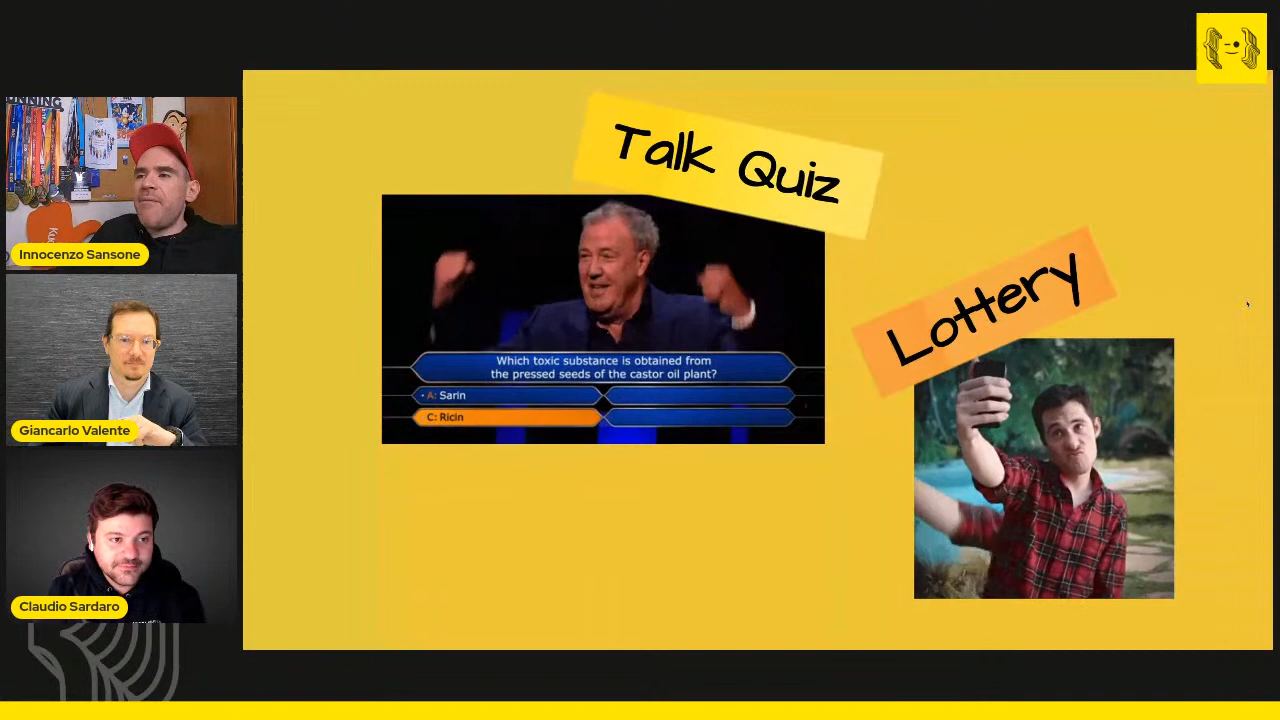 RUNNING
Innocenzo Sansone
Giancarlo Valente
Claudio Sardaro
Talk Quiz
Which toxic substance is obtained from
the pressed seeds of the castor oil plant?
· A: Sarin
C: Ricin
Lottery